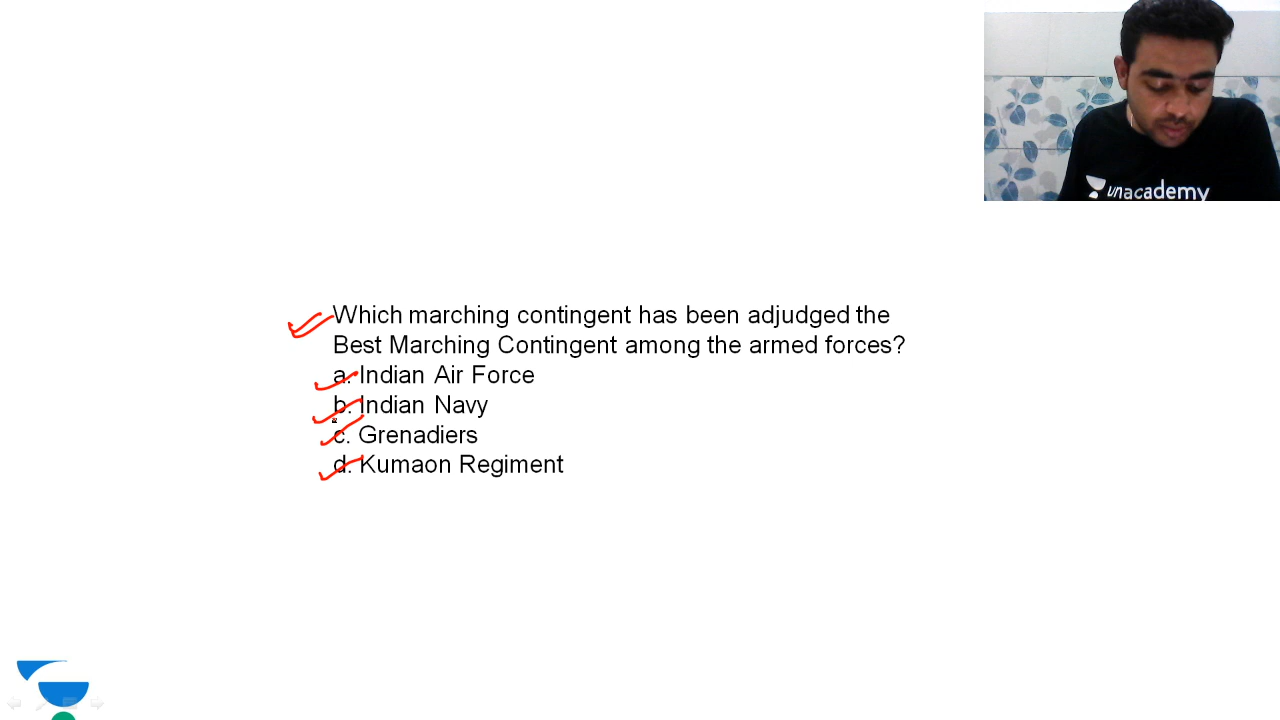 unacademy
Which marching contingent has been adjudged the
Best Marching Contingent among the armed forces?
a. Indian Air Force
b. Indian Navy
c. Grenadiers
d. Kumaon Regiment